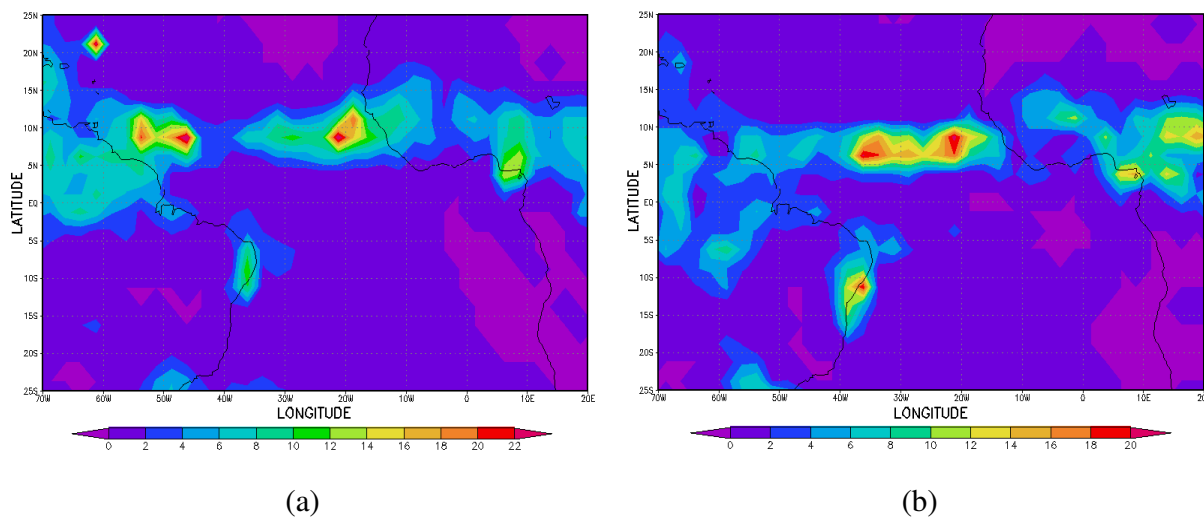 25N
20N
15N
10N
5N
EQ
5S
10S
15S
20S
25S
LATITUDE
70W 60W 50W 40W 30W 20W 10W 0 10E 20E
LONGITUDE
0 2 4 6 8 10 12 14 16 18 20 22
(a)
25N
20N
15N
10N
5N
EQ
5S
10S
15S
20S
25S
LATITUDE
70W 60W 50W 40W 30W 20W 10W 0 10E 20E
LONGITUDE
0 2 4 6 8 10 12 14 16 18 20
(b)